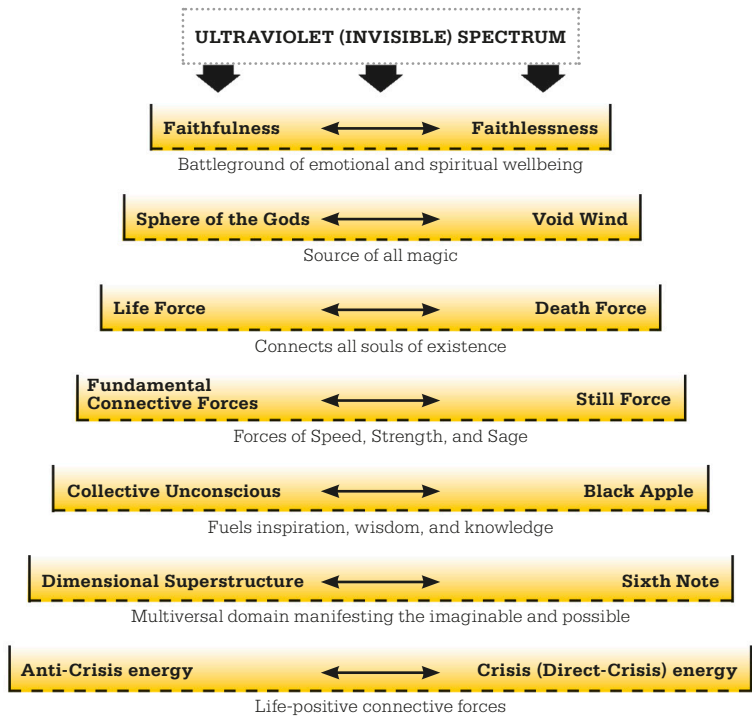 ULTRAVIOLET (INVISIBLE) SPECTRUM
Faithfulness Faithlessness
Battleground of emotional and spiritual wellbeing
Sphere of the Gods Void Wind
Source of all magic
Life Force Death Force
Connects all souls of existence
Fundamental
Connective Forces Still Force
Forces of Speed, Strength, and Sage
Collective Unconscious Black Apple
Fuels inspiration, wisdom, and knowledge
Dimensional Superstructure Sixth Note
Multiversal domain manifesting the imaginable and possible
Anti-Crisis energy Crisis (Direct-Crisis) energy
Life-positive connective forces